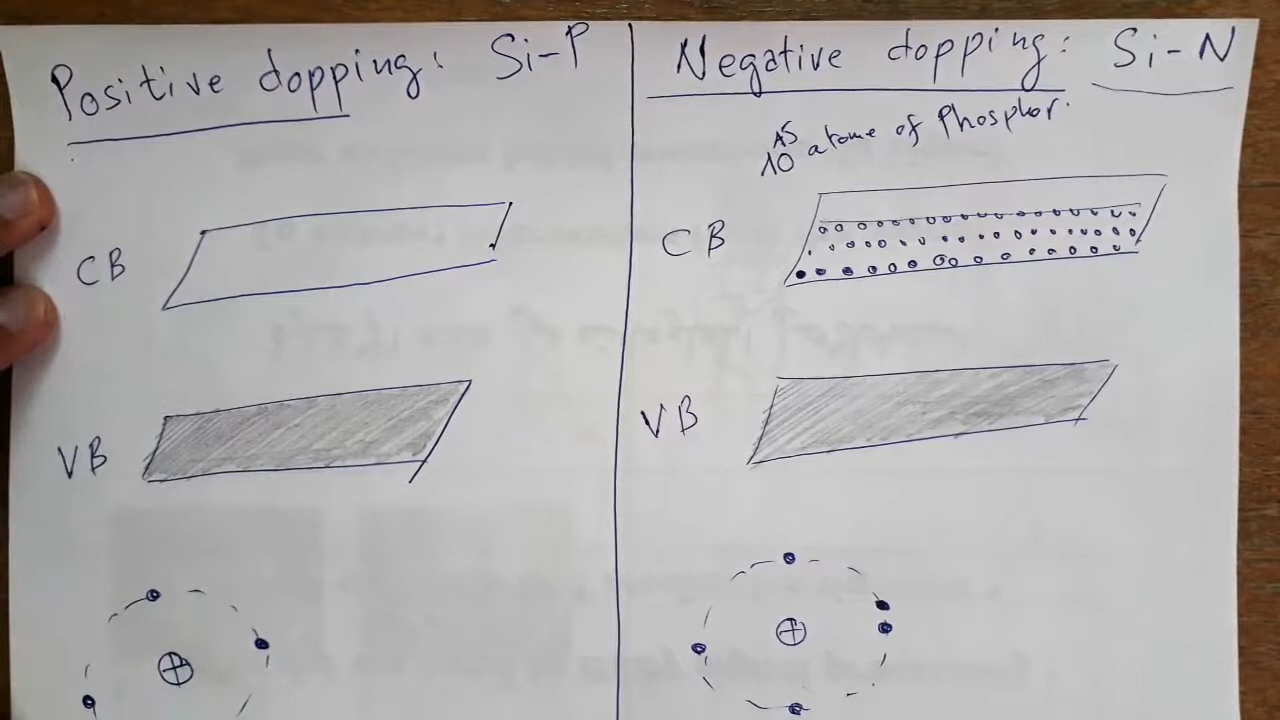 Positive dopping: Si-P
CB
VB
Negative dopping: Si-N
15
10 atome of Phosphor.
CB
VB